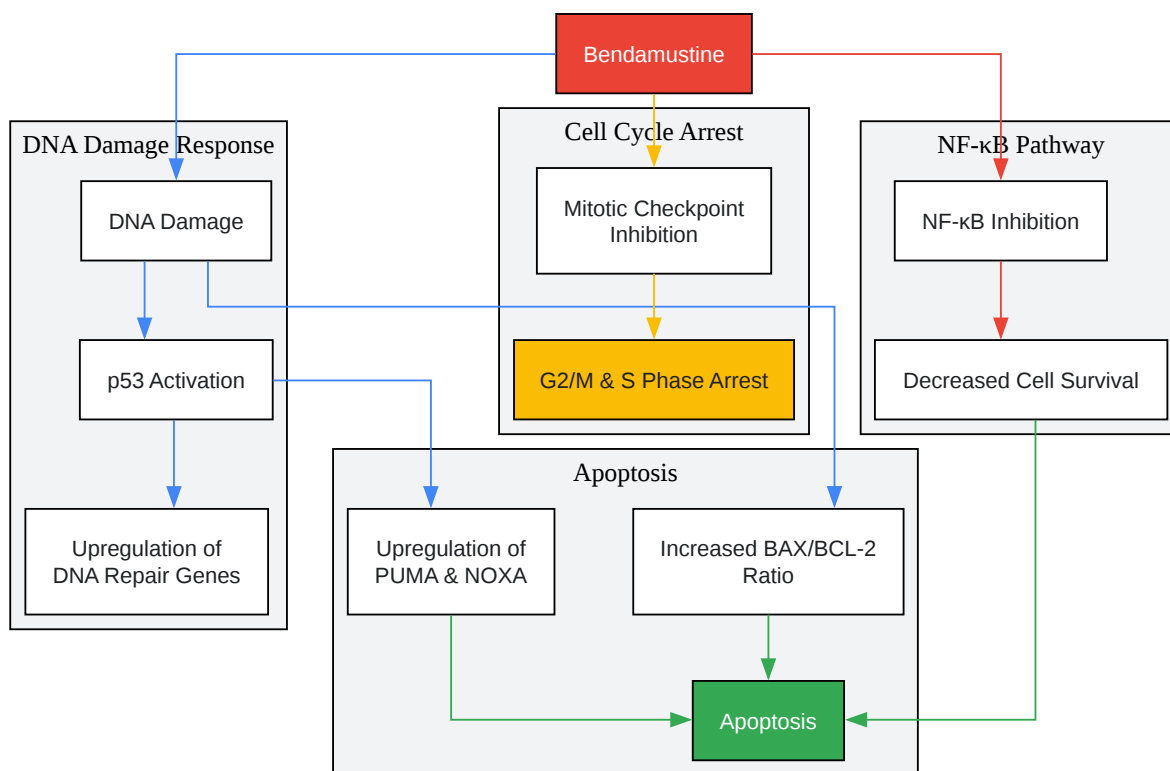 Bendamustine
DNA Damage Response
Cell Cycle Arrest
NF-κB Pathway
DNA Damage
Mitotic Checkpoint
Inhibition
NF-κB Inhibition
p53 Activation
G2/M & S Phase Arrest
Decreased Cell Survival
Apoptosis
Upregulation of
DNA Repair Genes
Upregulation of
PUMA & NOXA
Increased BAX/BCL-2
Ratio
Apoptosis